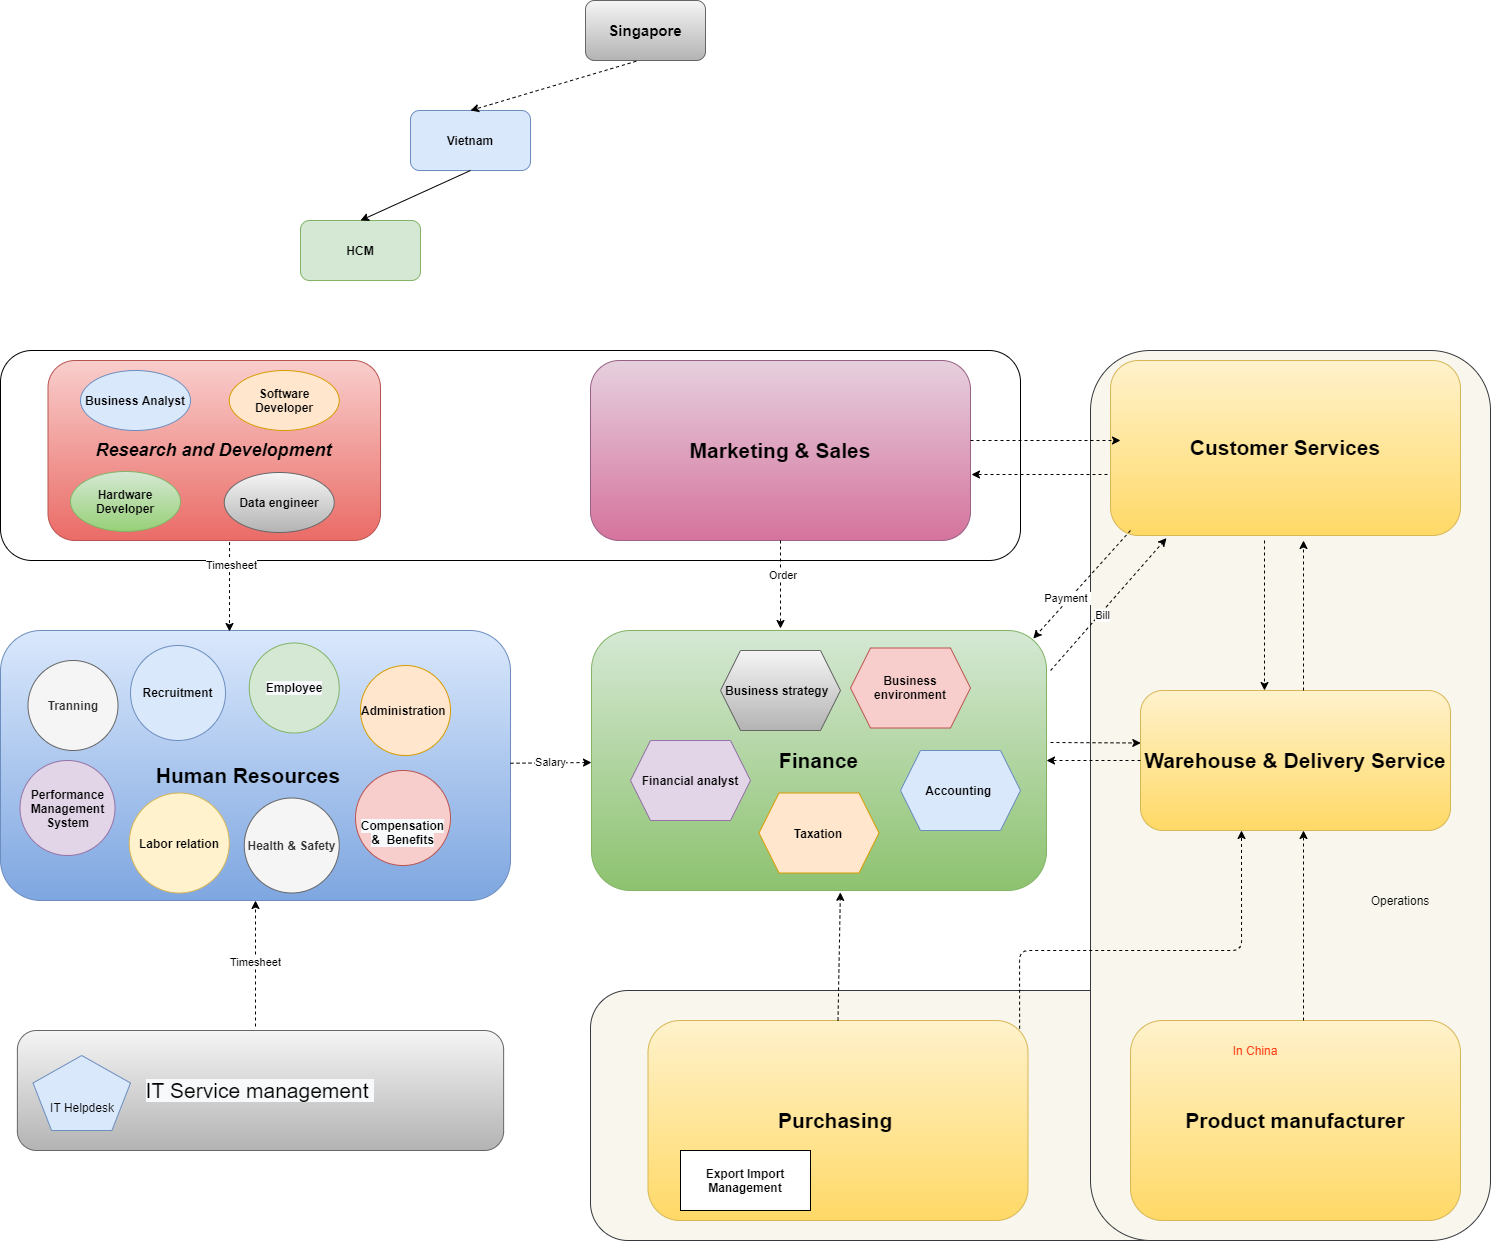 Singapore
Vietnam
HCM
Business Analyst
Software
Developer
Research and Development
Hardware
Developer
Data engineer
Marketing & Sales
Customer Services
Timesheet
Order
Payment
Bill
Tranning
Recruitment
Employee
Administration
Human Resources
Performance
Management
System
Labor relation
Health & Safety
Compensation
& Benefits
Salary
Business strategy
Business
environment
Financial analyst
Finance
Accounting
Taxation
Warehouse & Delivery Service
Operations
Timesheet
IT Service management
IT Helpdesk
Purchasing
Export Import
Management
In China
Product manufacturer